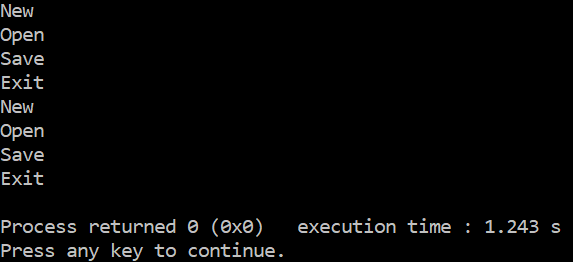 New
Open
Save
Exit
New
Open
Save
Exit
Process returned 0 (0x0)   execution time : 1.243 s
Press any key to continue.